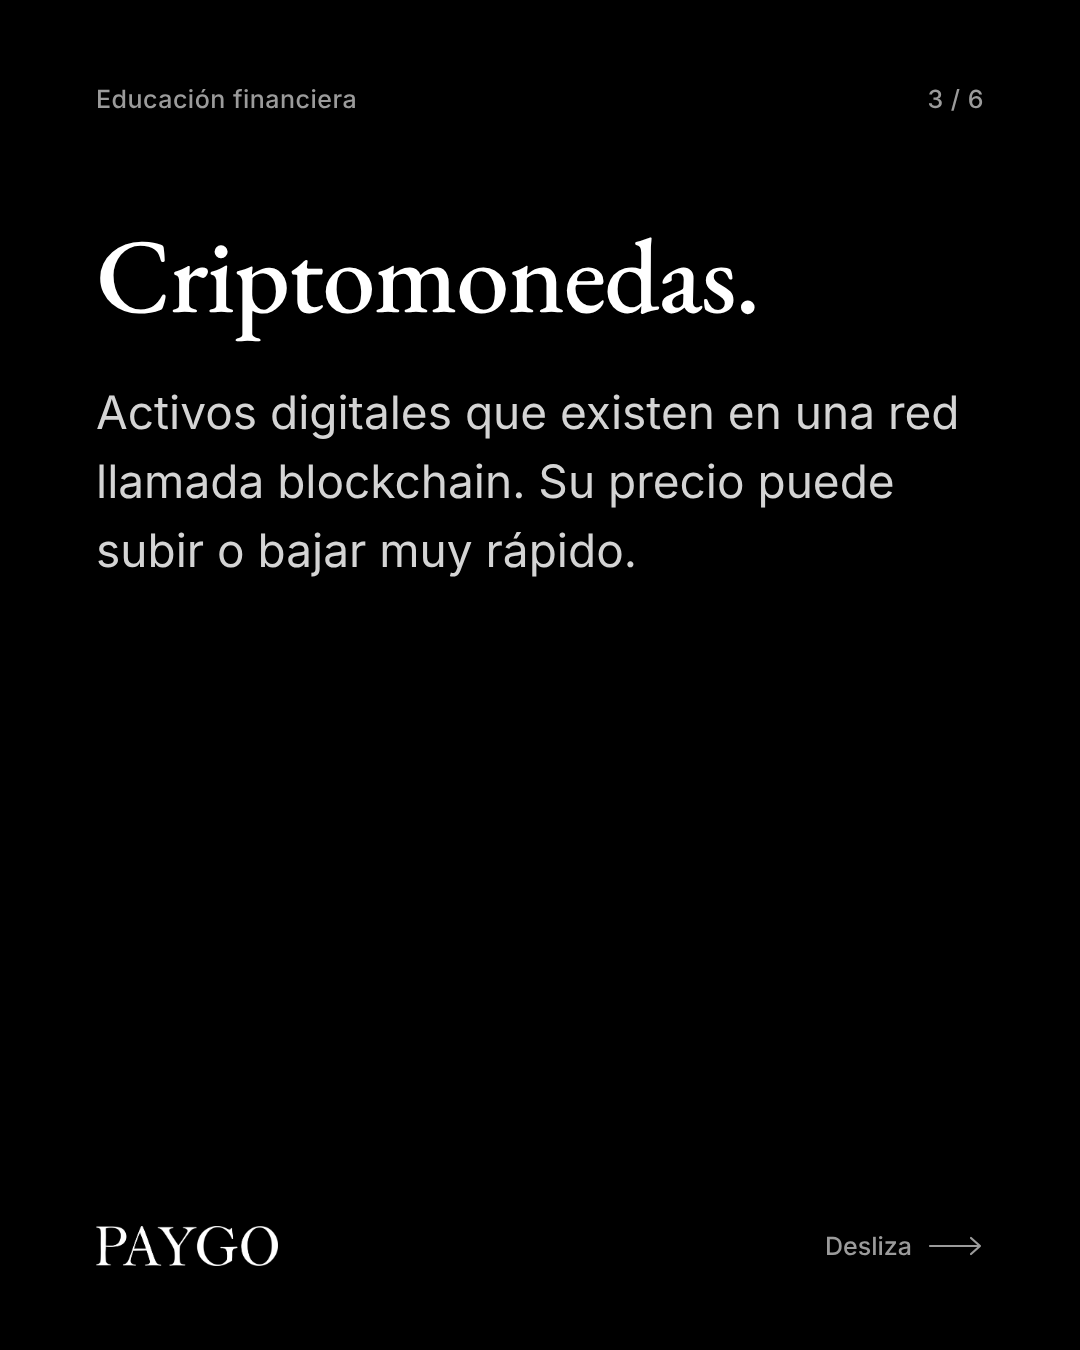 Educación financiera
3 / 6
Criptomonedas.
Activos digitales que existen en una red
llamada blockchain. Su precio puede
subir o bajar muy rápido.
PAYGO
Desliza